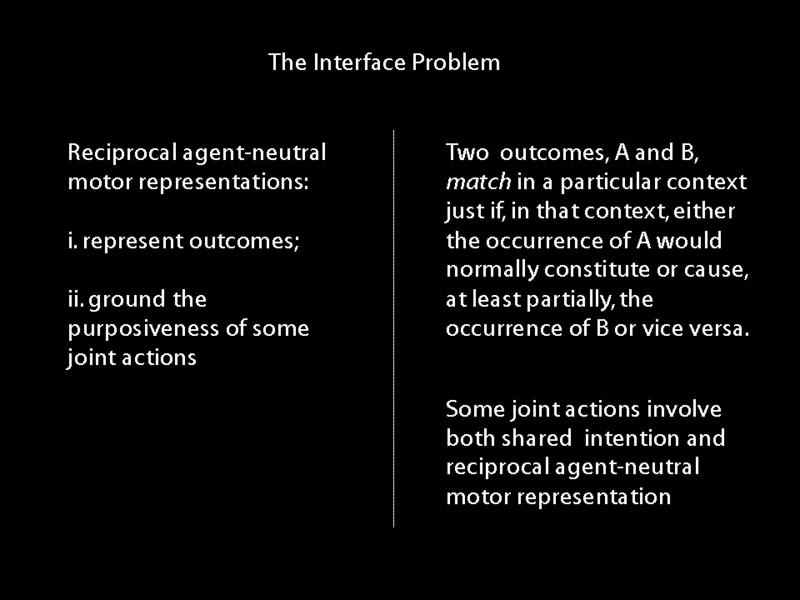 The Interface Problem
Reciprocal agent-neutral
motor representations:
i. represent outcomes;
ii. ground the
purposiveness of some
joint actions
Two outcomes, A and B,
match in a particular context
just if, in that context, either
the occurrence of A would
normally constitute or cause,
at least partially, the
occurrence of B or vice versa.
Some joint actions involve
both shared intention and
reciprocal agent-neutral
motor representation